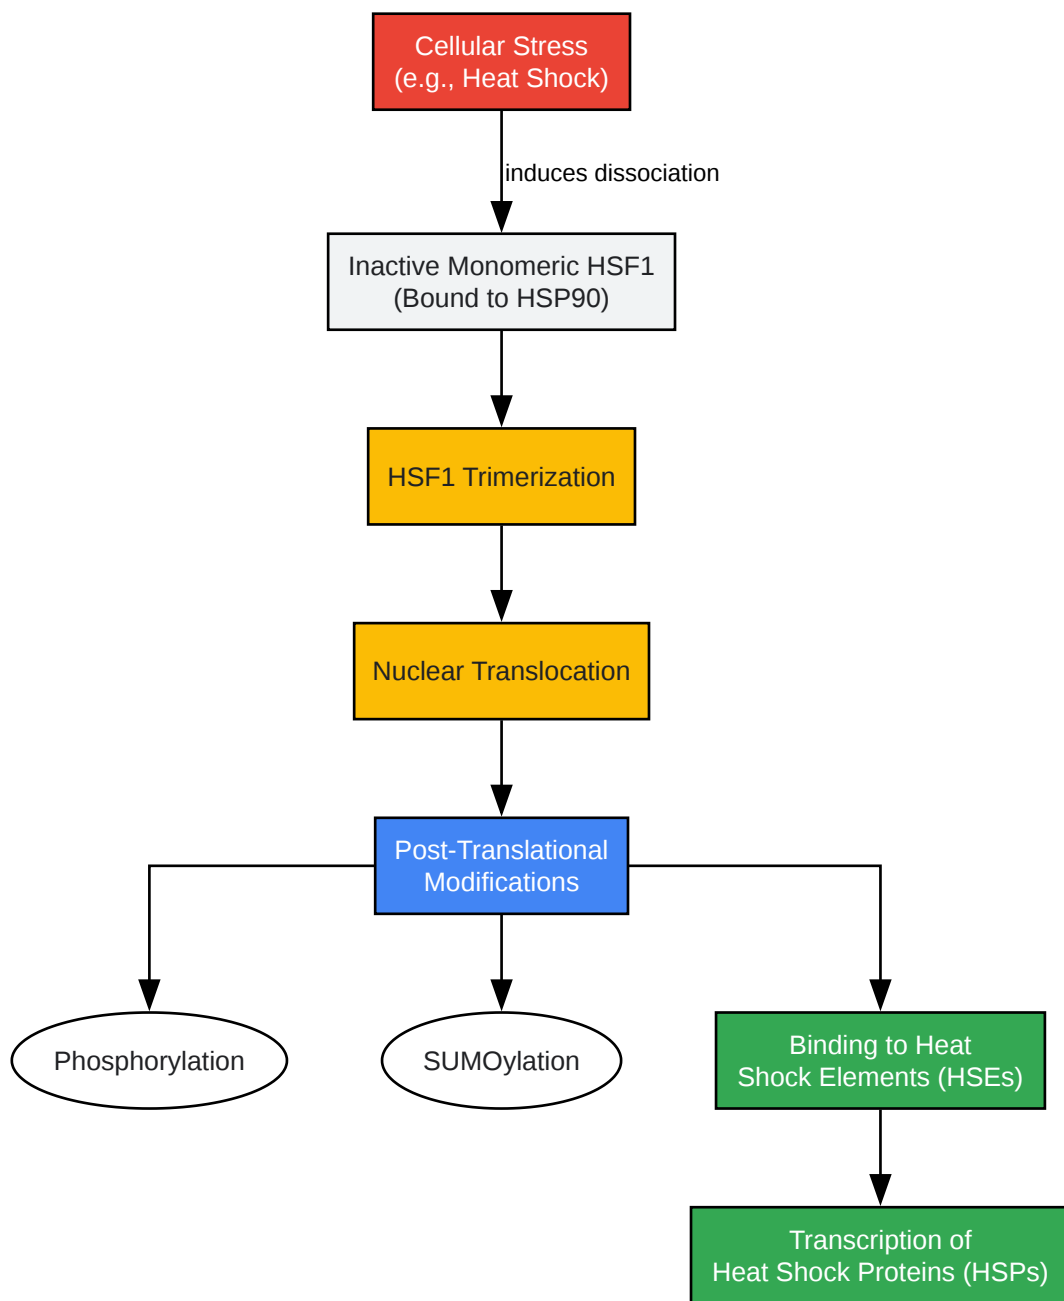 Cellular Stress
(e.g., Heat Shock)
induces dissociation
Inactive Monomeric HSF1
(Bound to HSP90)
HSF1 Trimerization
Nuclear Translocation
Post-Translational
Modifications
Phosphorylation
SUMOylation
Binding to Heat
Shock Elements (HSEs)
Transcription of
Heat Shock Proteins (HSPs)